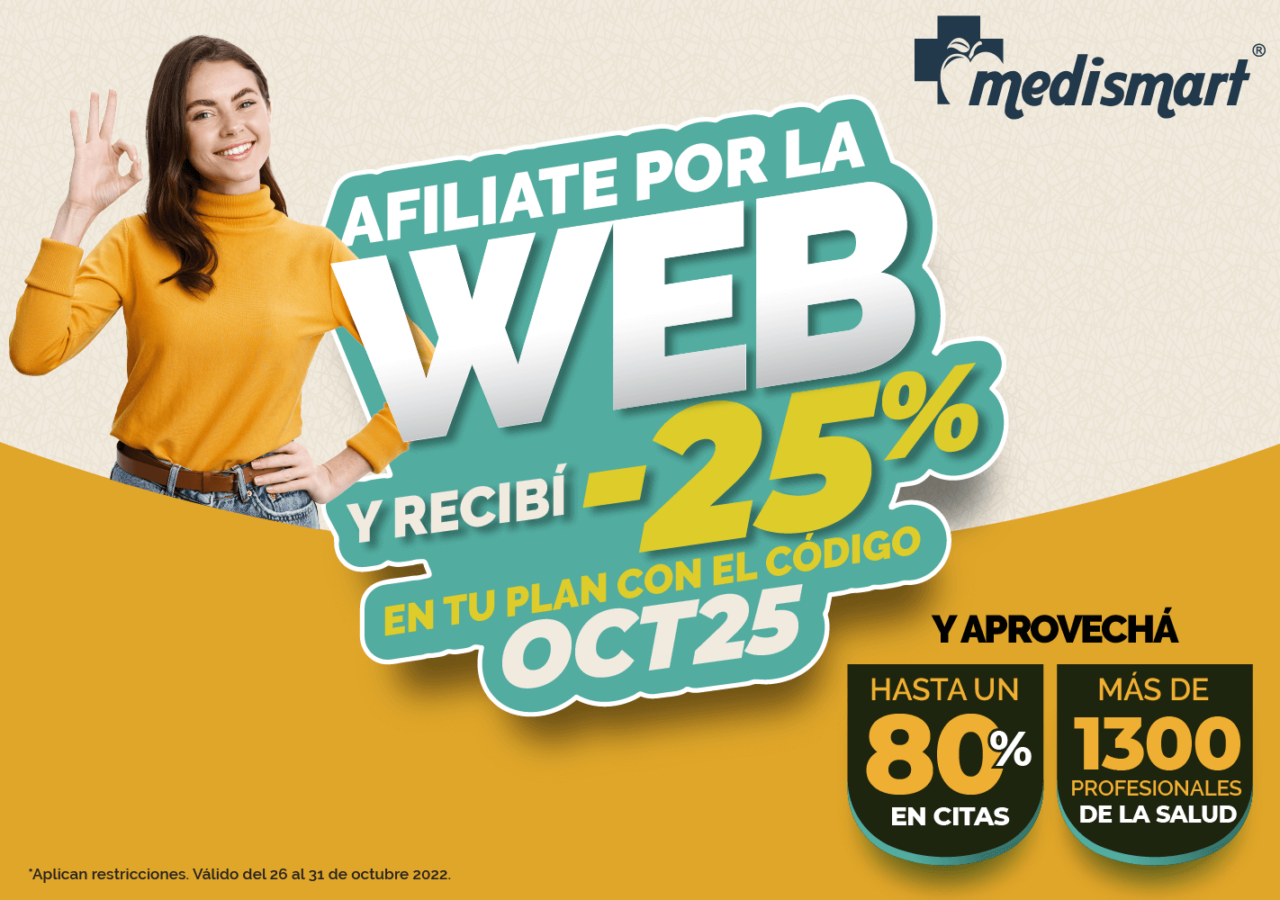 medismart®
AFILIATE POR LA
WEB
Y RECIBÍ -25%
EN TU PLAN CON EL CÓDIGO
OCT25
Y APROVECHÁ
HASTA UN
80%
EN CITAS
MÁS DE
1300
PROFESIONALES
DE LA SALUD
*Aplican restricciones. Válido del 26 al 31 de octubre 2022.